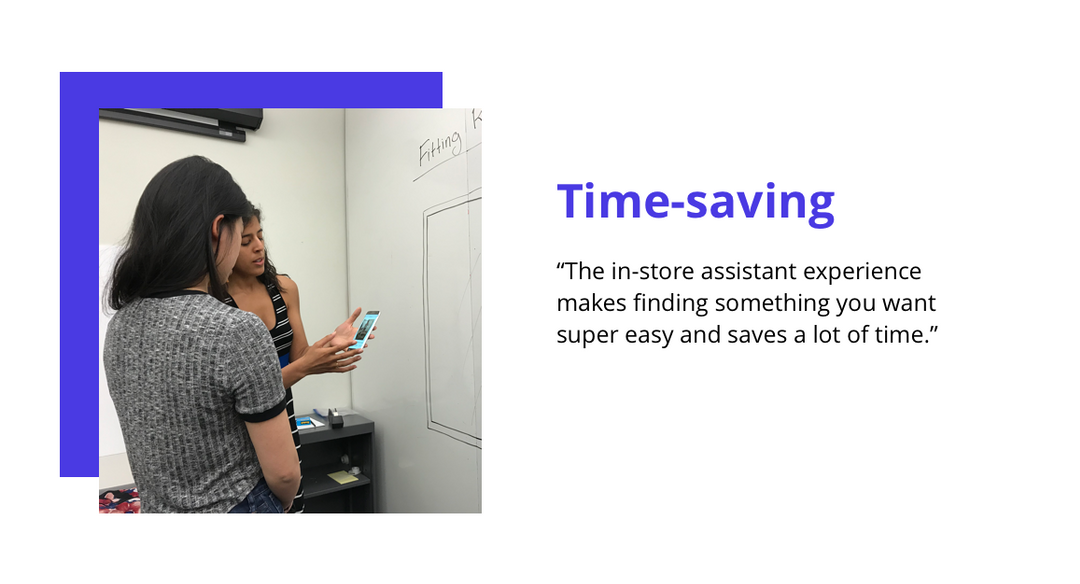 Fitting
Time-saving
“The in-store assistant experience
makes finding something you want
super easy and saves a lot of time.”